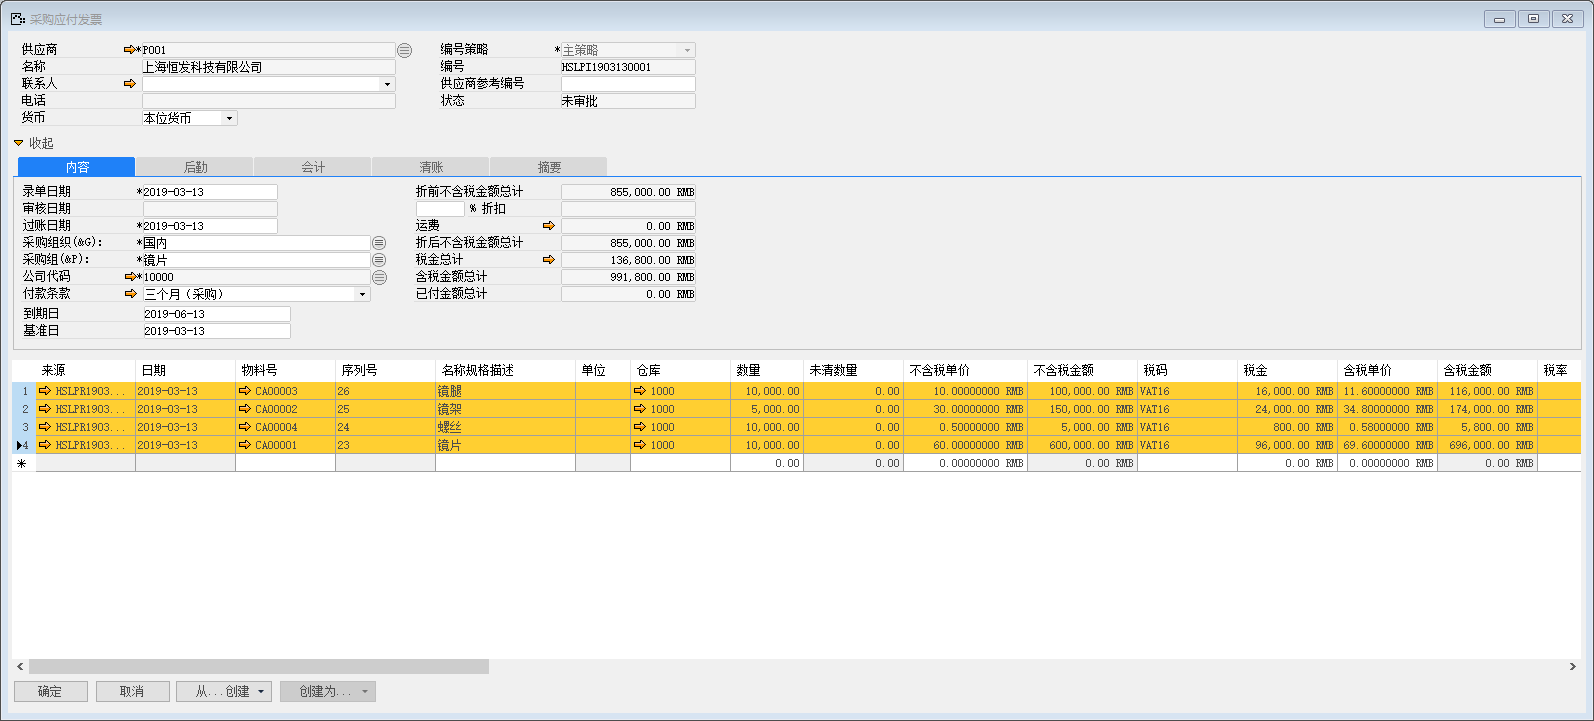 采购应付发票
供应商 *P001 编号策略 *主策略
名称 上海恒发科技有限公司 编号 HSLPI1903130001
联系人 供应商参考编号
电话 状态 未审批
货币 本位货币
收起
内容 后勤 会计 清账 摘要
录单日期 *2019-03-13 折前不含税金额总计 855,000.00 RMB
审核日期 % 折扣
过账日期 *2019-03-13 运费 0.00 RMB
采购组织(&G): *国内 折后不含税金额总计 855,000.00 RMB
采购组(&P): *镜片 税金总计 136,800.00 RMB
公司代码 *10000 含税金额总计 991,800.00 RMB
付款条款 三个月（采购） 已付金额总计 0.00 RMB
到期日 2019-06-13
基准日 2019-03-13
来源 日期 物料号 序列号 名称规格描述 单位 仓库 数量 未清数量 不含税单价 不含税金额 税码 税金 含税单价 含税金额 税率
1 HSLPR1903... 2019-03-13 CA00003 26 镜腿 1000 10,000.00 0.00 10.00000000 RMB 100,000.00 RMB VAT16 16,000.00 RMB 11.60000000 RMB 116,000.00 RMB
2 HSLPR1903... 2019-03-13 CA00002 25 镜架 1000 5,000.00 0.00 30.00000000 RMB 150,000.00 RMB VAT16 24,000.00 RMB 34.80000000 RMB 174,000.00 RMB
3 HSLPR1903... 2019-03-13 CA00004 24 螺丝 1000 10,000.00 0.00 0.50000000 RMB 5,000.00 RMB VAT16 800.00 RMB 0.58000000 RMB 5,800.00 RMB
4 HSLPR1903... 2019-03-13 CA00001 23 镜片 1000 10,000.00 0.00 60.00000000 RMB 600,000.00 RMB VAT16 96,000.00 RMB 69.60000000 RMB 696,000.00 RMB
* 0.00 0.00 0.00000000 RMB 0.00 RMB 0.00 RMB 0.00000000 RMB 0.00 RMB
确定 取消 从...创建 创建为...